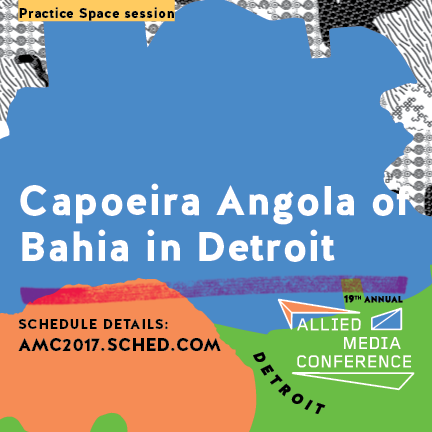 Practice Space session
Capoeira Angola of
Bahia in Detroit
19TH ANNUAL
SCHEDULE DETAILS:
AMC2017.SCHED.COM
ALLIED
MEDIA
CONFERENCE
DETROIT